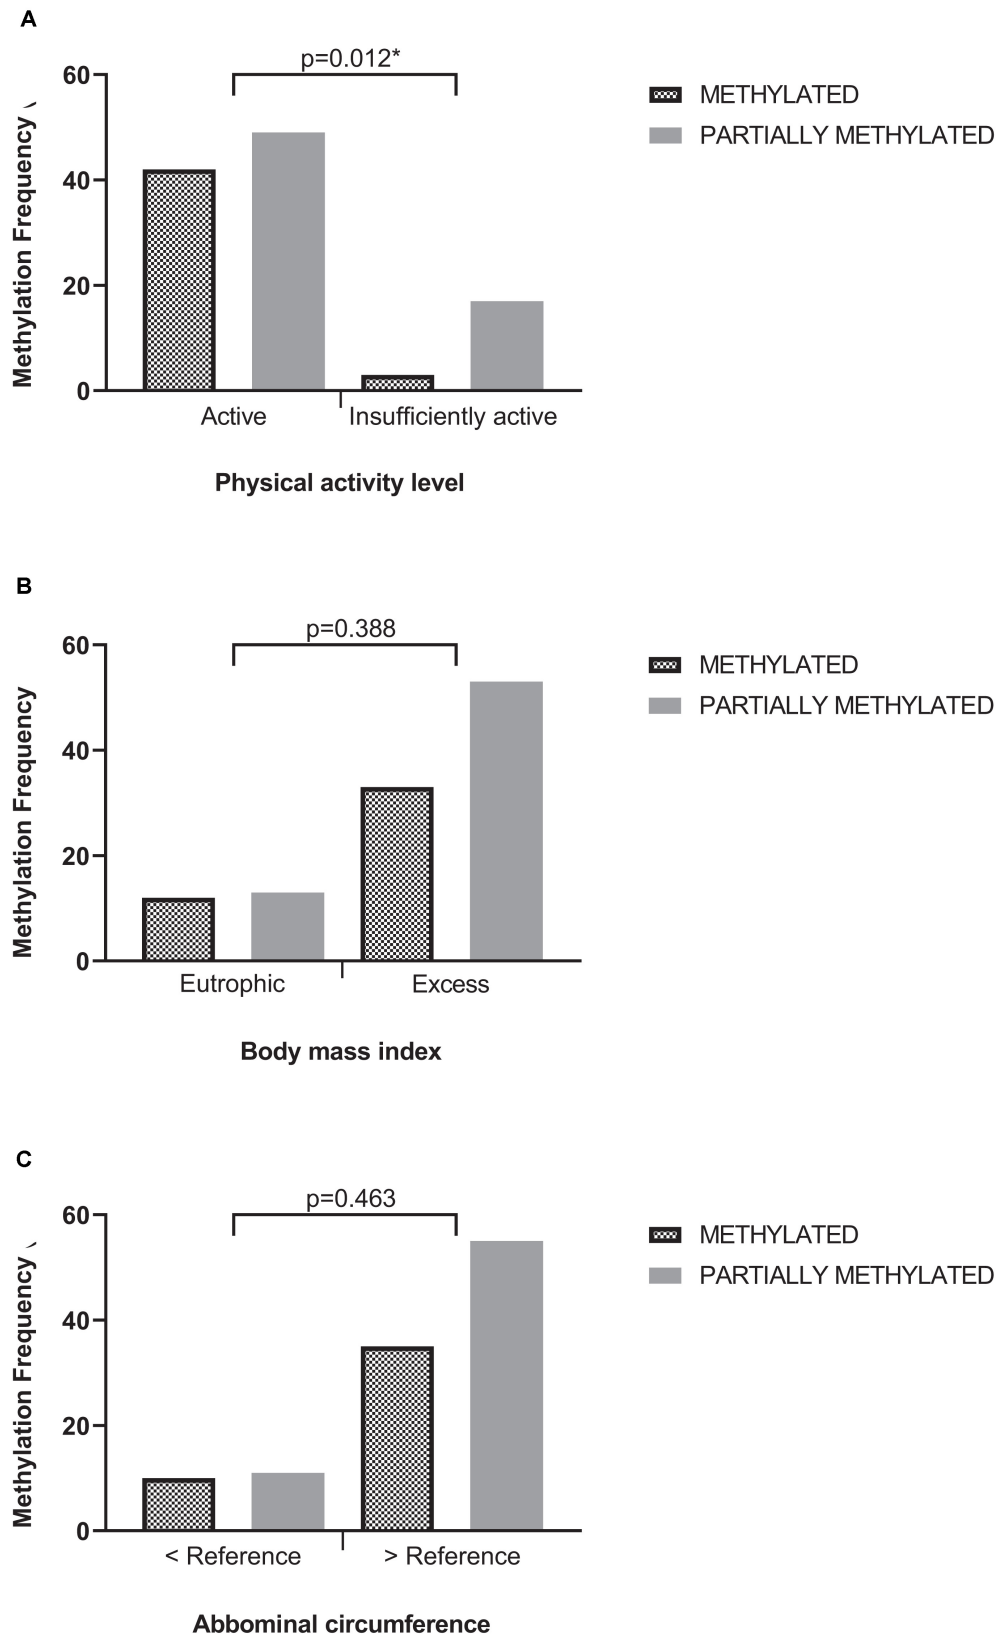 A
p=0.012*
METHYLATED
PARTIALLY METHYLATED
Methylation Frequency
60
40
20
0
Active
Insufficiently active
Physical activity level
B
p=0.388
METHYLATED
PARTIALLY METHYLATED
Methylation Frequency
60
40
20
0
Eutrophic
Excess
Body mass index
C
p=0.463
METHYLATED
PARTIALLY METHYLATED
Methylation Frequency
60
40
20
0
< Reference
> Reference
Abbominal circumference